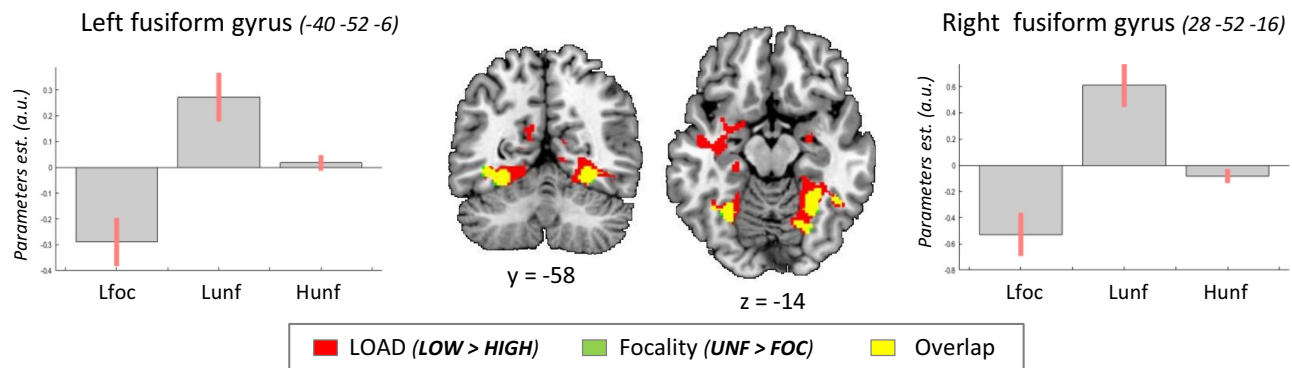 Left fusiform gyrus (-40 -52 -6)
Parameters est. (a.u.)
0.3
0.2
0.1
0
-0.1
-0.2
-0.3
-0.4
Lfoc Lunf Hunf
y = -58
z = -14
Right fusiform gyrus (28 -52 -16)
Parameters est. (a.u.)
0.6
0.4
0.2
0
-0.2
-0.4
-0.6
-0.8
Lfoc Lunf Hunf
LOAD (LOW > HIGH) Focality (UNF > FOC) Overlap